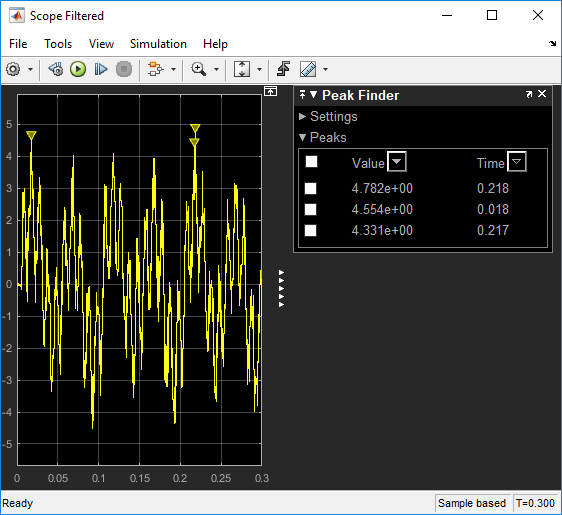 Scope Filtered
File Tools View Simulation Help
Peak Finder
Settings
Peaks
Value Time
4.782e+00 0.218
4.554e+00 0.018
4.331e+00 0.217
5
4
3
2
1
0
-1
-2
-3
-4
-5
0 0.05 0.1 0.15 0.2 0.25 0.3
Ready Sample based T=0.300